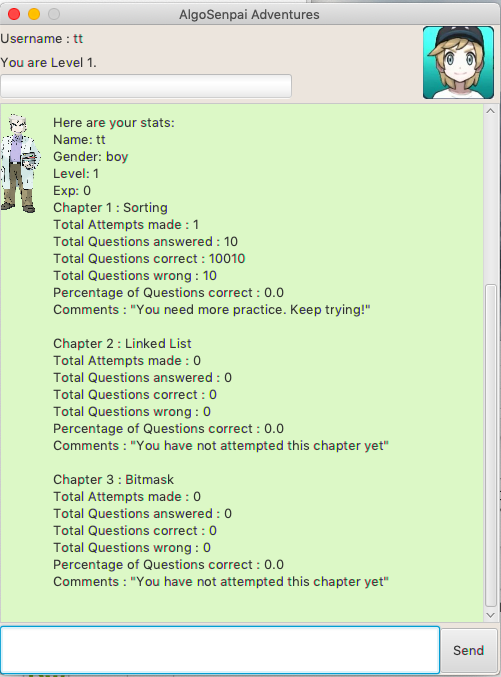 AlgoSenpai Adventures
Username : tt
You are Level 1.
Here are your stats:
Name: tt
Gender: boy
Level: 1
Exp: 0
Chapter 1 : Sorting
Total Attempts made : 1
Total Questions answered : 10
Total Questions correct : 10010
Total Questions wrong : 10
Percentage of Questions correct : 0.0
Comments : "You need more practice. Keep trying!"
Chapter 2 : Linked List
Total Attempts made : 0
Total Questions answered : 0
Total Questions correct : 0
Total Questions wrong : 0
Percentage of Questions correct : 0.0
Comments : "You have not attempted this chapter yet"
Chapter 3 : Bitmask
Total Attempts made : 0
Total Questions answered : 0
Total Questions correct : 0
Total Questions wrong : 0
Percentage of Questions correct : 0.0
Comments : "You have not attempted this chapter yet"
Send